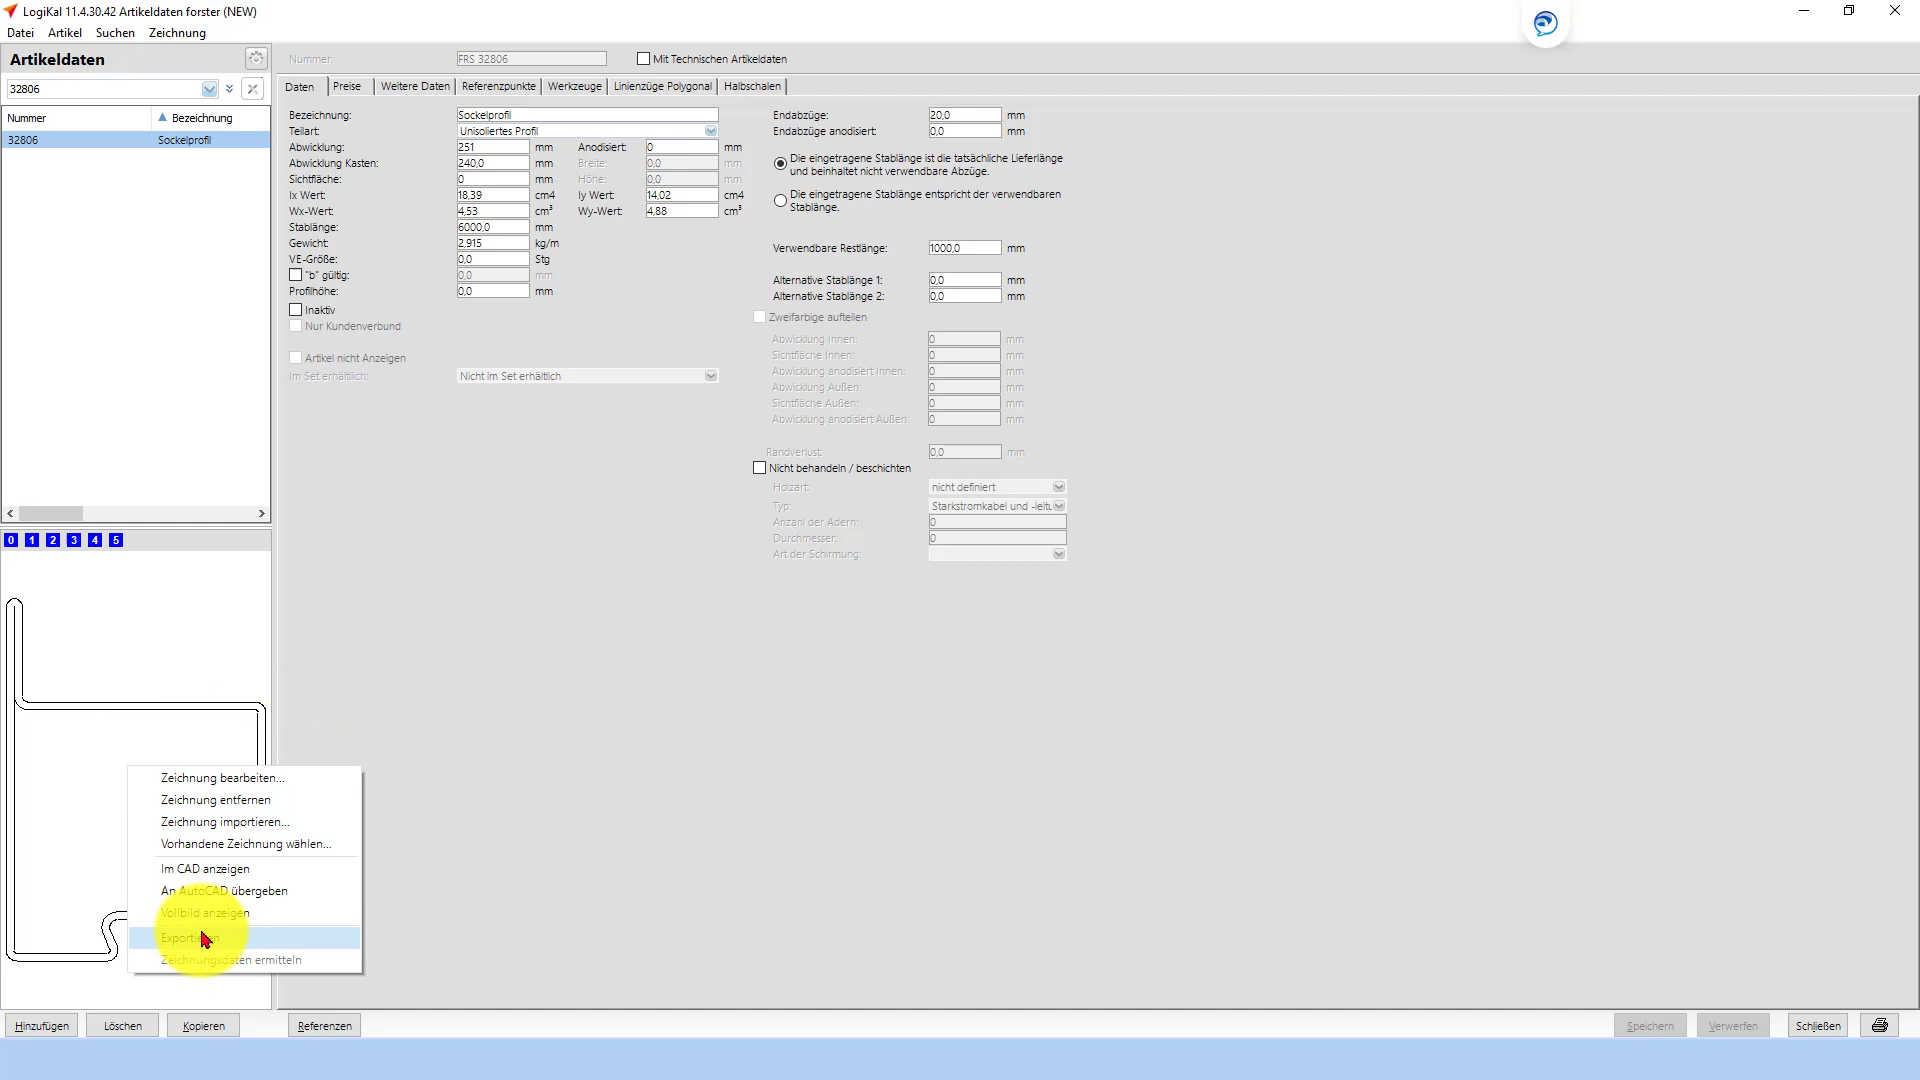 LogiKal 11.4.30.42 Artikeldaten forster (NEW)
Datei Artikel Suchen Zeichnung
Artikeldaten
32806
Nummer Bezeichnung
32806 Sockelprofil
0 1 2 3 4 5
Nummer: FRS 32806 Mit Technischen Artikeldaten
Daten Preise Weitere Daten Referenzpunkte Werkzeuge Linienzüge Polygonal Halbschalen
Bezeichnung: Sockelprofil
Teilart: Unisoliertes Profil
Abwicklung: 251 mm Anodisiert: 0 mm
Abwicklung Kasten: 240,0 mm Breite: 0,0 mm
Sichtfläche: 0 mm Höhe: 0,0 mm
Ix Wert: 18,39 cm4 Iy Wert: 14,02 cm4
Wx-Wert: 4,53 cm³ Wy-Wert: 4,88 cm³
Stablänge: 6000,0 mm
Gewicht: 2,915 kg/m
VE-Größe: 0,0 Stg
"b" gültig: 0,0 mm
Profilhöhe: 0,0 mm
Inaktiv
Nur Kundenverbund
Artikel nicht Anzeigen
Im Set erhältlich: Nicht im Set erhältlich
Endabzüge: 20,0 mm
Endabzüge anodisiert: 0,0 mm
Die eingetragene Stablänge ist die tatsächliche Lieferlänge
und beinhaltet nicht verwendbare Abzüge.
Die eingetragene Stablänge entspricht der verwendbaren
Stablänge.
Verwendbare Restlänge: 1000,0 mm
Alternative Stablänge 1: 0,0 mm
Alternative Stablänge 2: 0,0 mm
Zweifarbige aufteilen
Abwicklung Innen: 0 mm
Sichtfläche Innen: 0 mm
Abwicklung anodisiert Innen: 0 mm
Abwicklung Außen: 0 mm
Sichtfläche Außen: 0 mm
Abwicklung anodisiert Außen: 0 mm
Randverlust: 0,0 mm
Nicht behandeln / beschichten
Holzart: nicht definiert
Typ: Starkstromkabel und -leitu
Anzahl der Adern: 0
Durchmesser: 0
Art der Schirmung:
Zeichnung bearbeiten...
Zeichnung entfernen
Zeichnung importieren...
Vorhandene Zeichnung wählen...
Im CAD anzeigen
An AutoCAD übergeben
Vollbild anzeigen
Exportieren
Zeichnungsdaten ermitteln
Hinzufügen Löschen Kopieren Referenzen Speichern Verwerfen Schließen